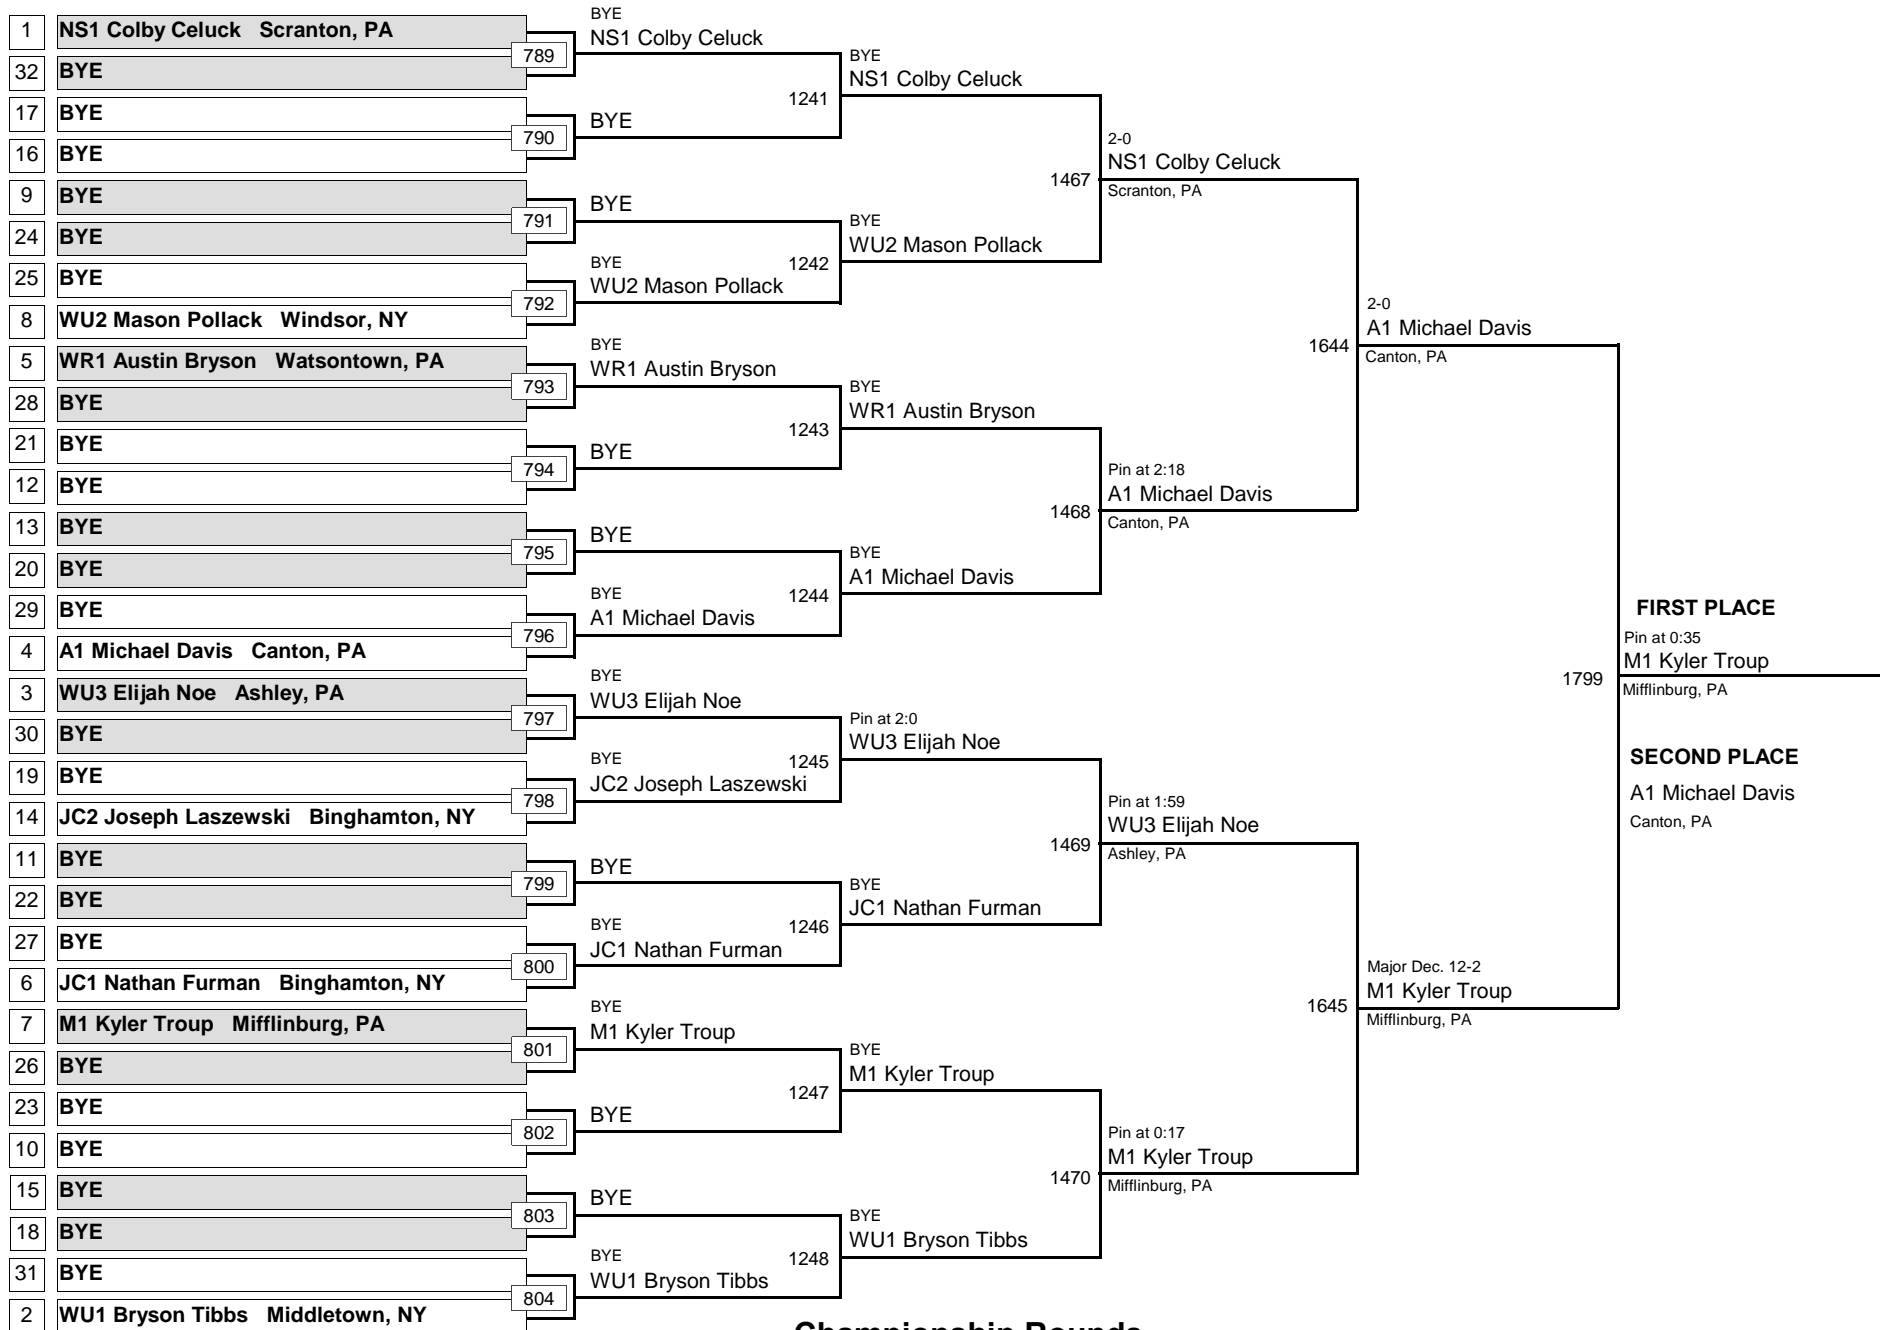 1 NS1 Colby Celuck Scranton, PA
32 BYE
17 BYE
16 BYE
9 BYE
24 BYE
25 BYE
8 WU2 Mason Pollack Windsor, NY
5 WR1 Austin Bryson Watsontown, PA
28 BYE
21 BYE
12 BYE
13 BYE
20 BYE
29 BYE
4 A1 Michael Davis Canton, PA
3 WU3 Elijah Noe Ashley, PA
30 BYE
19 BYE
14 JC2 Joseph Laszewski Binghamton, NY
11 BYE
22 BYE
27 BYE
6 JC1 Nathan Furman Binghamton, NY
7 M1 Kyler Troup Mifflinburg, PA
26 BYE
23 BYE
10 BYE
15 BYE
18 BYE
31 BYE
2 WU1 Bryson Tibbs Middletown, NY
789
790
791
792
793
794
795
796
797
798
799
800
801
802
803
804
BYE
NS1 Colby Celuck
BYE
BYE
BYE
WU2 Mason Pollack
BYE
WR1 Austin Bryson
BYE
BYE
BYE
A1 Michael Davis
BYE
WU3 Elijah Noe
BYE
JC2 Joseph Laszewski
BYE
BYE
JC1 Nathan Furman
BYE
M1 Kyler Troup
BYE
BYE
BYE
WU1 Bryson Tibbs
1241
1242
1243
1244
1245
1246
1247
1248
BYE
NS1 Colby Celuck
BYE
WU2 Mason Pollack
BYE
WR1 Austin Bryson
BYE
A1 Michael Davis
Pin at 2:0
WU3 Elijah Noe
BYE
JC1 Nathan Furman
BYE
M1 Kyler Troup
BYE
WU1 Bryson Tibbs
1467
1468
1469
1470
2-0
NS1 Colby Celuck
Scranton, PA
Pin at 2:18
A1 Michael Davis
Canton, PA
Pin at 1:59
WU3 Elijah Noe
Ashley, PA
Pin at 0:17
M1 Kyler Troup
Mifflinburg, PA
1644
1645
2-0
A1 Michael Davis
Canton, PA
Major Dec. 12-2
M1 Kyler Troup
Mifflinburg, PA
1799
FIRST PLACE
Pin at 0:35
M1 Kyler Troup
Mifflinburg, PA
SECOND PLACE
A1 Michael Davis
Canton, PA
Championship Rounds